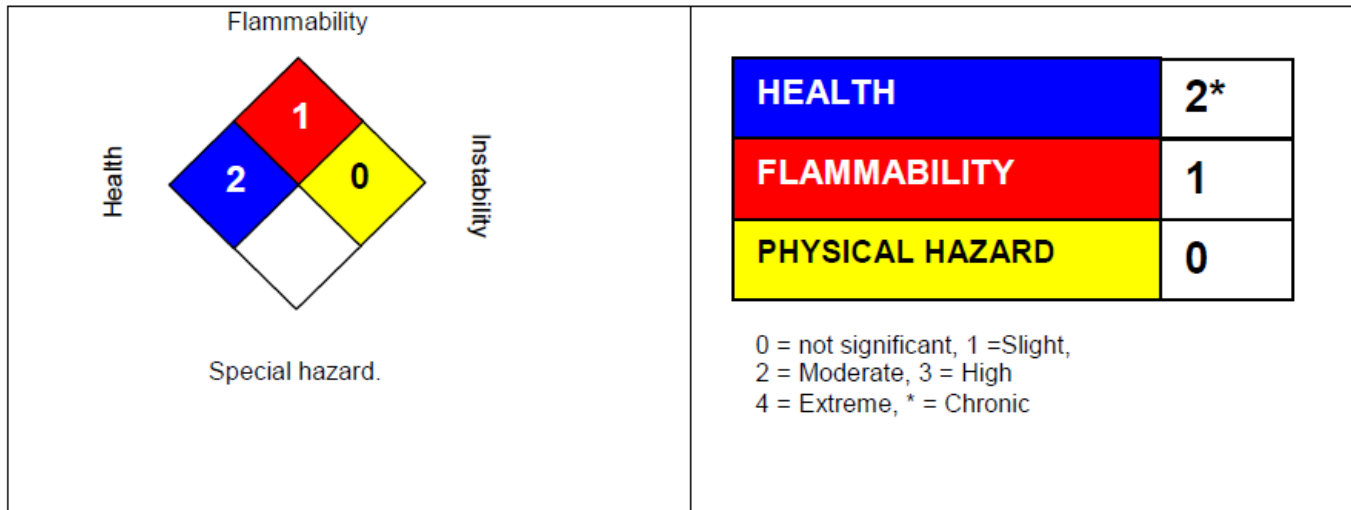 Flammability
1
Health
2
0
Instability
Special hazard.
HEALTH 2*
FLAMMABILITY 1
PHYSICAL HAZARD 0
0 = not significant, 1 =Slight,
2 = Moderate, 3 = High
4 = Extreme, * = Chronic